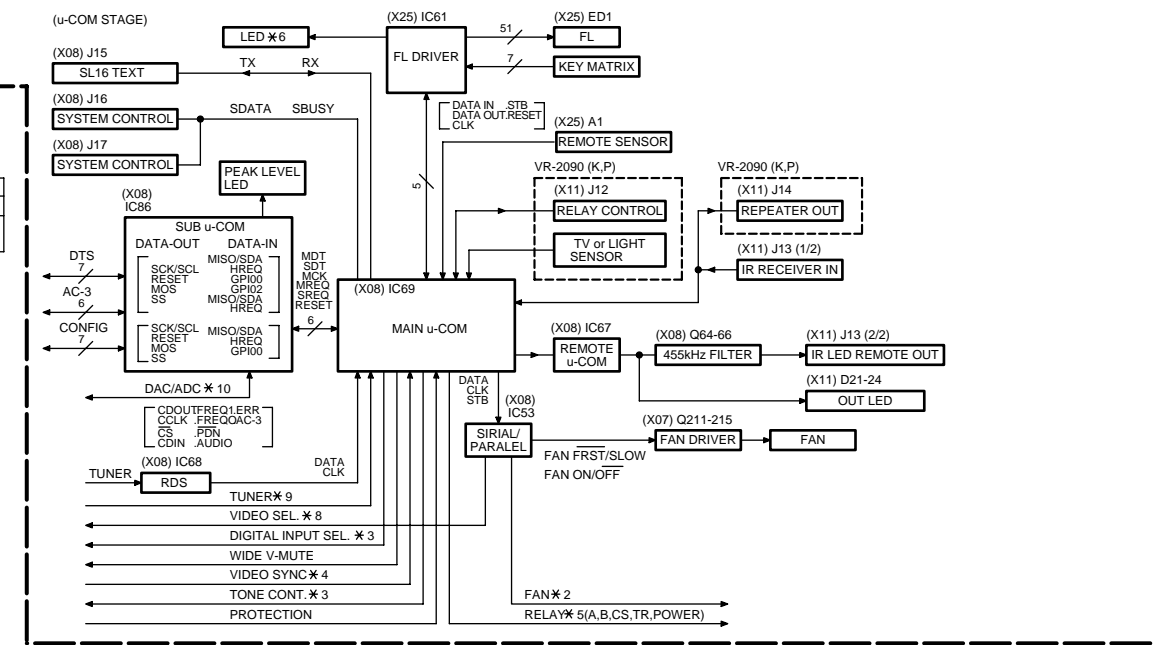 (u-COM STAGE)
(X25) IC61
(X25) ED1
LED ✳ 6
FL DRIVER
51
FL
7
KEY MATRIX
(X08) J15
SL16 TEXT
TX RX
(X08) J16
SYSTEM CONTROL
SDATA SBUSY
DATA IN .STB
DATA OUT.RESET
CLK
(X25) A1
REMOTE SENSOR
(X08) J17
SYSTEM CONTROL
PEAK LEVEL
LED
5
VR-2090 (K,P)
(X11) J12
RELAY CONTROL
TV or LIGHT
SENSOR
VR-2090 (K,P)
(X11) J14
REPEATER OUT
(X11) J13 (1/2)
IR RECEIVER IN
(X08)
IC86
SUB u-COM
DATA-OUT DATA-IN
SCK/SCL
RESET
MOS
SS
MISO/SDA
HREQ
GPI00
GPI02
MISO/SDA
HREQ
SCK/SCL
RESET
MOS
SS
MISO/SDA
HREQ
GPI00
DTS
7
AC-3
6
CONFIG
7
MDT
SDT
MCK
MREQ
SREQ
RESET
6
(X08) IC69
MAIN u-COM
(X08) IC67
REMOTE
u-COM
(X08) Q64-66
455kHz FILTER
(X11) J13 (2/2)
IR LED REMOTE OUT
(X11) D21-24
OUT LED
DAC/ADC ✳ 10
CDOUTFREQ1.ERR
CCLK .FREQOAC-3
CS .PDN
CDIN .AUDIO
DATA
CLK
STB
(X08)
IC53
SIRIAL/
PARALEL
(X07) Q211-215
FAN DRIVER
FAN
FAN FRST/SLOW
FAN ON/OFF
TUNER
(X08) IC68
RDS
DATA
CLK
TUNER✳ 9
VIDEO SEL. ✳ 8
DIGITAL INPUT SEL. ✳ 3
WIDE V-MUTE
VIDEO SYNC ✳ 4
TONE CONT. ✳ 3
PROTECTION
FAN ✳ 2
RELAY✳ 5(A,B,CS,TR,POWER)